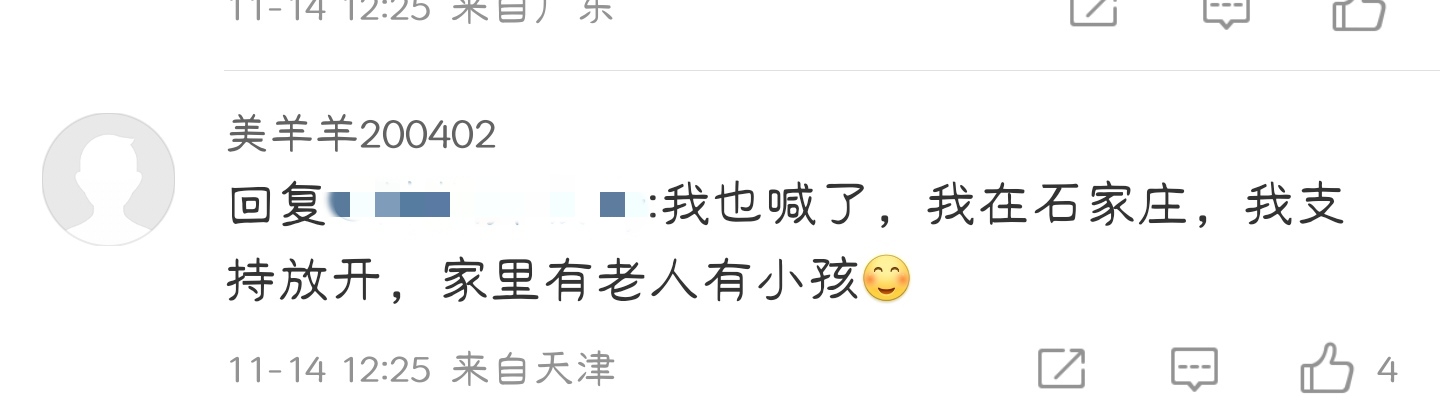 11-14 12:25 来自广东
美羊羊200402
回复:我也喊了，我在石家庄，我支
持放开，家里有老人有小孩😊
11-14 12:25 来自天津
4